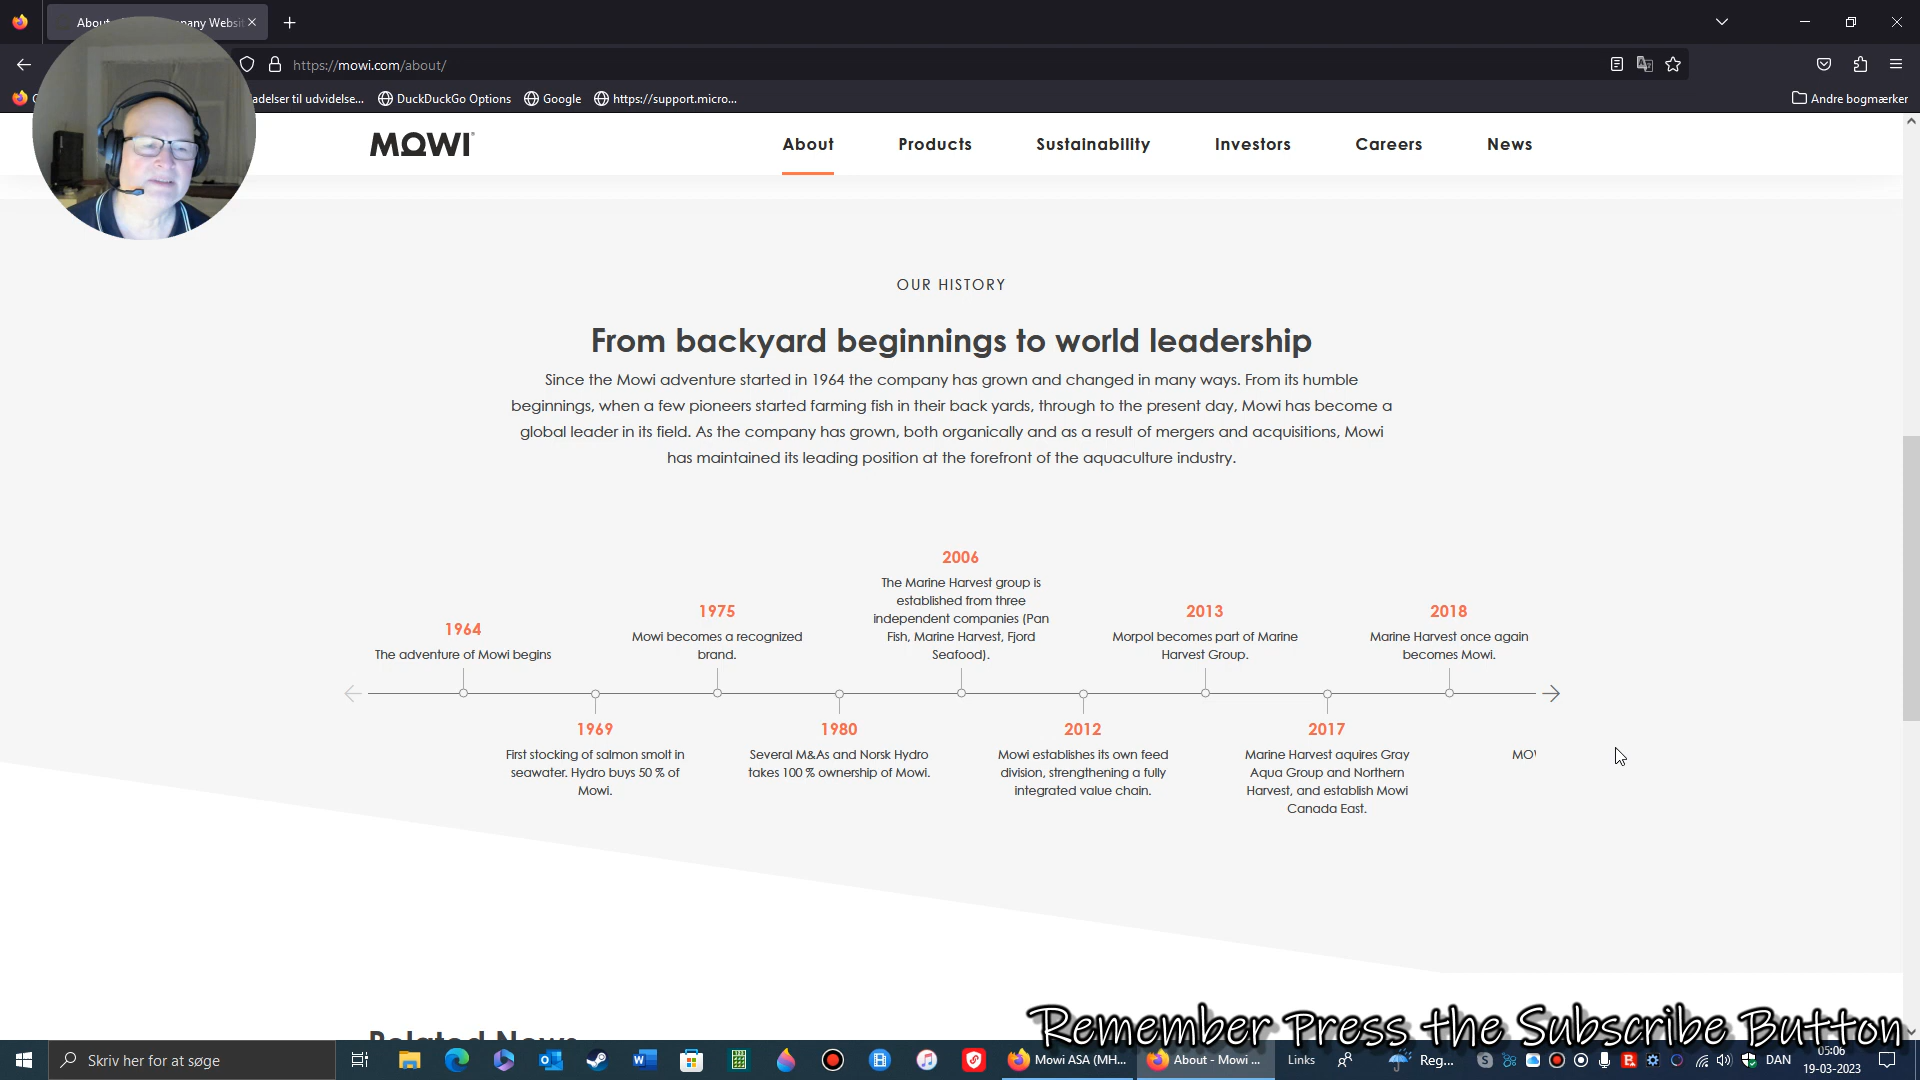 About
pany Websit
https://mowi.com/about/
adelser til udvidelse...
DuckDuckGo Options
Google
https://support.micro...
Andre bogmærker
MOWI
About
Products
Sustainability
Investors
Careers
News
OUR HISTORY
From backyard beginnings to world leadership
Since the Mowi adventure started in 1964 the company has grown and changed in many ways. From its humble
beginnings, when a few pioneers started farming fish in their back yards, through to the present day, Mowi has become a
global leader in its field. As the company has grown, both organically and as a result of mergers and acquisitions, Mowi
has maintained its leading position at the forefront of the aquaculture industry.
1964
The adventure of Mowi begins
1975
Mowi becomes a recognized
brand.
2006
The Marine Harvest group is
established from three
independent companies (Pan
Fish, Marine Harvest, Fjord
Seafood).
2013
Morpol becomes part of Marine
Harvest Group.
2018
Marine Harvest once again
becomes Mowi.
1969
First stocking of salmon smolt in
seawater. Hydro buys 50 % of
Mowi.
1980
Several M&As and Norsk Hydro
takes 100 % ownership of Mowi.
2012
Mowi establishes its own feed
division, strengthening a fully
integrated value chain.
2017
Marine Harvest aquires Gray
Aqua Group and Northern
Harvest, and establish Mowi
Canada East.
MO
Related News
Remember Press the Subscribe Button
Skriv her for at søge
Mowi ASA (MH...
About - Mowi ...
Links
Reg...
DAN
05:06
19-03-2023